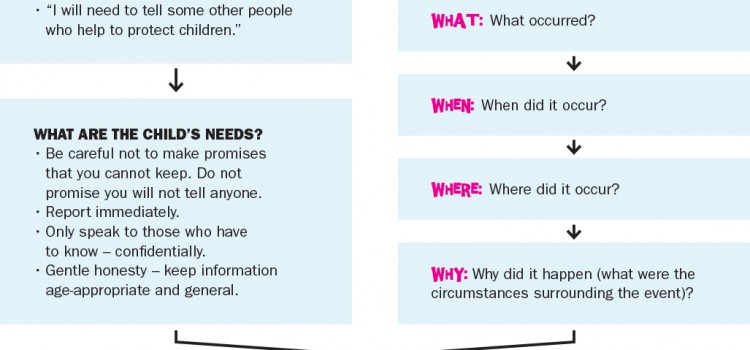 • “I will need to tell some other people
who help to protect children.”
WHAT ARE THE CHILD’S NEEDS?
• Be careful not to make promises
that you cannot keep. Do not
promise you will not tell anyone.
• Report immediately.
• Only speak to those who have
to know – confidentially.
• Gentle honesty – keep information
age-appropriate and general.
WHAT: What occurred?
WHEN: When did it occur?
WHERE: Where did it occur?
WHY: Why did it happen (what were the
circumstances surrounding the event)?